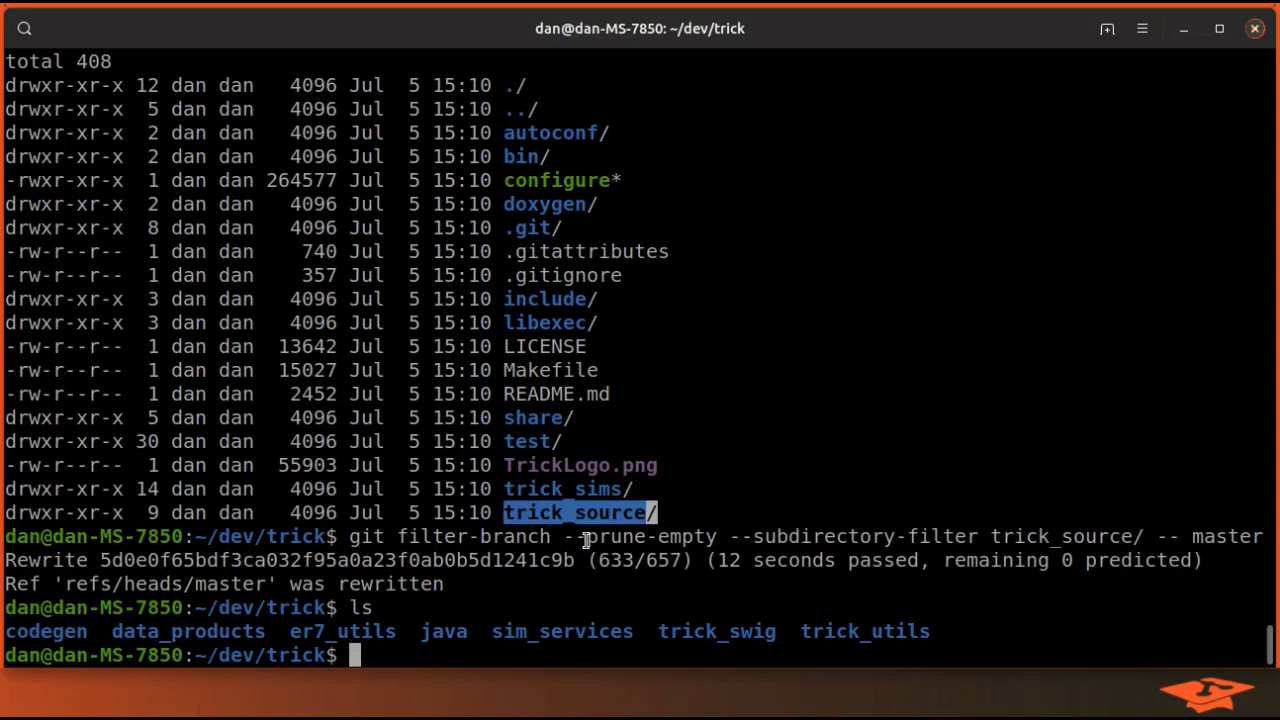 dan@dan-MS-7850: ~/dev/trick
total 408
drwxr-xr-x 12 dan dan   4096 Jul  5 15:10 ./
drwxr-xr-x  5 dan dan   4096 Jul  5 15:10 ../
drwxr-xr-x  2 dan dan   4096 Jul  5 15:10 autoconf/
drwxr-xr-x  2 dan dan   4096 Jul  5 15:10 bin/
-rwxr-xr-x  1 dan dan 264577 Jul  5 15:10 configure*
drwxr-xr-x  2 dan dan   4096 Jul  5 15:10 doxygen/
drwxr-xr-x  8 dan dan   4096 Jul  5 15:10 .git/
-rw-r--r--  1 dan dan    740 Jul  5 15:10 .gitattributes
-rw-r--r--  1 dan dan    357 Jul  5 15:10 .gitignore
drwxr-xr-x  3 dan dan   4096 Jul  5 15:10 include/
drwxr-xr-x  3 dan dan   4096 Jul  5 15:10 libexec/
-rw-r--r--  1 dan dan  13642 Jul  5 15:10 LICENSE
-rw-r--r--  1 dan dan  15027 Jul  5 15:10 Makefile
-rw-r--r--  1 dan dan   2452 Jul  5 15:10 README.md
drwxr-xr-x  5 dan dan   4096 Jul  5 15:10 share/
drwxr-xr-x 30 dan dan   4096 Jul  5 15:10 test/
-rw-r--r--  1 dan dan  55903 Jul  5 15:10 TrickLogo.png
drwxr-xr-x 14 dan dan   4096 Jul  5 15:10 trick_sims/
drwxr-xr-x  9 dan dan   4096 Jul  5 15:10 trick_source/
dan@dan-MS-7850:~/dev/trick$ git filter-branch --prune-empty --subdirectory-filter trick_source/ -- master
Rewrite 5d0e0f65bdf3ca032f95a0a23f0ab0b5d1241c9b (633/657) (12 seconds passed, remaining 0 predicted)
Ref 'refs/heads/master' was rewritten
dan@dan-MS-7850:~/dev/trick$ ls
codegen  data_products  er7_utils  java  sim_services  trick_swig  trick_utils
dan@dan-MS-7850:~/dev/trick$